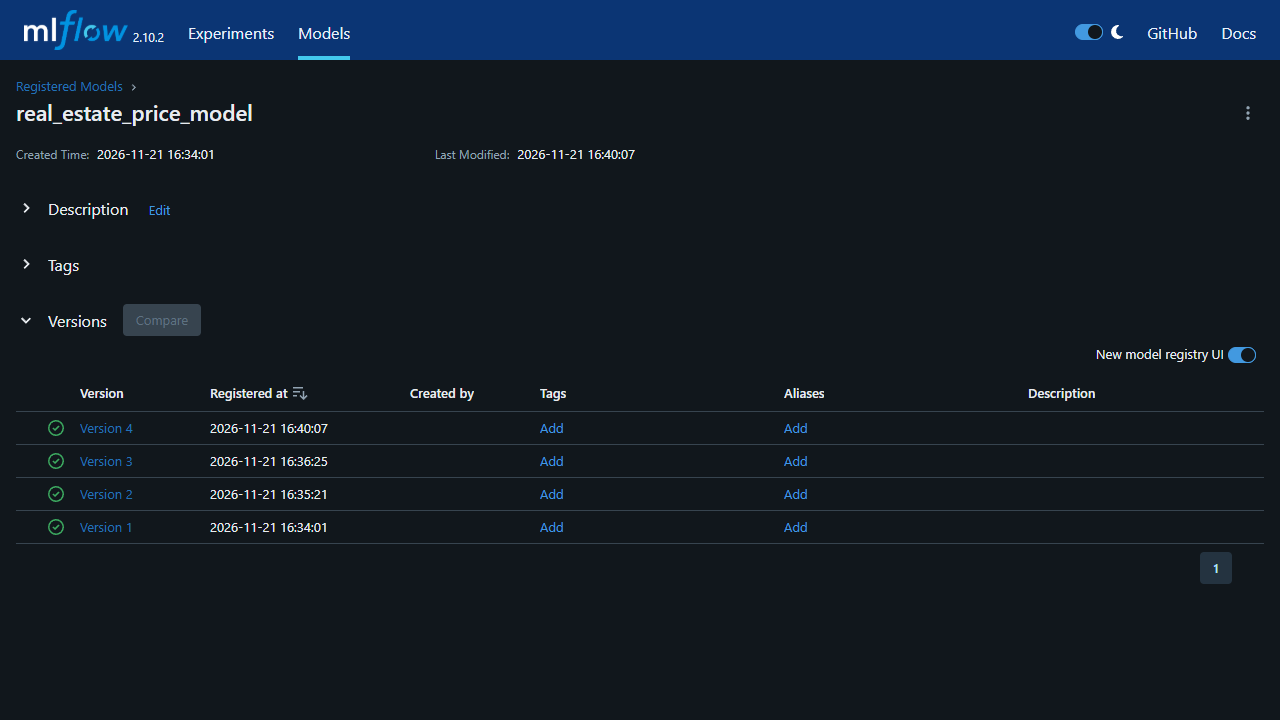 mlflow 2.10.2 Experiments Models GitHub Docs
Registered Models
real_estate_price_model
Created Time: 2026-11-21 16:34:01 Last Modified: 2026-11-21 16:40:07
Description Edit
Tags
Versions Compare
New model registry UI
Version Registered at Created by Tags Aliases Description
Version 4 2026-11-21 16:40:07 Add Add
Version 3 2026-11-21 16:36:25 Add Add
Version 2 2026-11-21 16:35:21 Add Add
Version 1 2026-11-21 16:34:01 Add Add
1